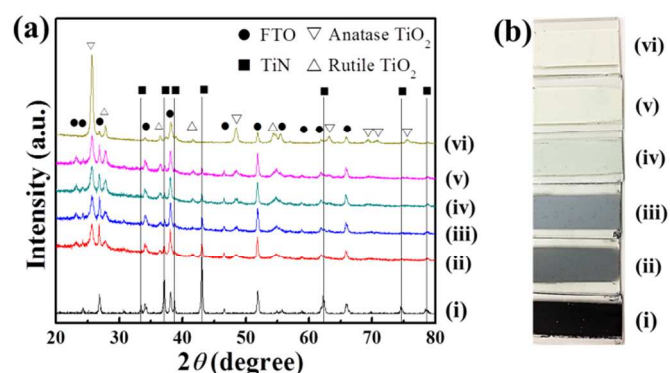 (a)
● FTO ▽ Anatase TiO₂
■ TiN △ Rutile TiO₂
Intensity (a.u.)
(vi)
(v)
(iv)
(iii)
(ii)
(i)
20 30 40 50 60 70 80
2θ (degree)
(b)
(vi)
(v)
(iv)
(iii)
(ii)
(i)